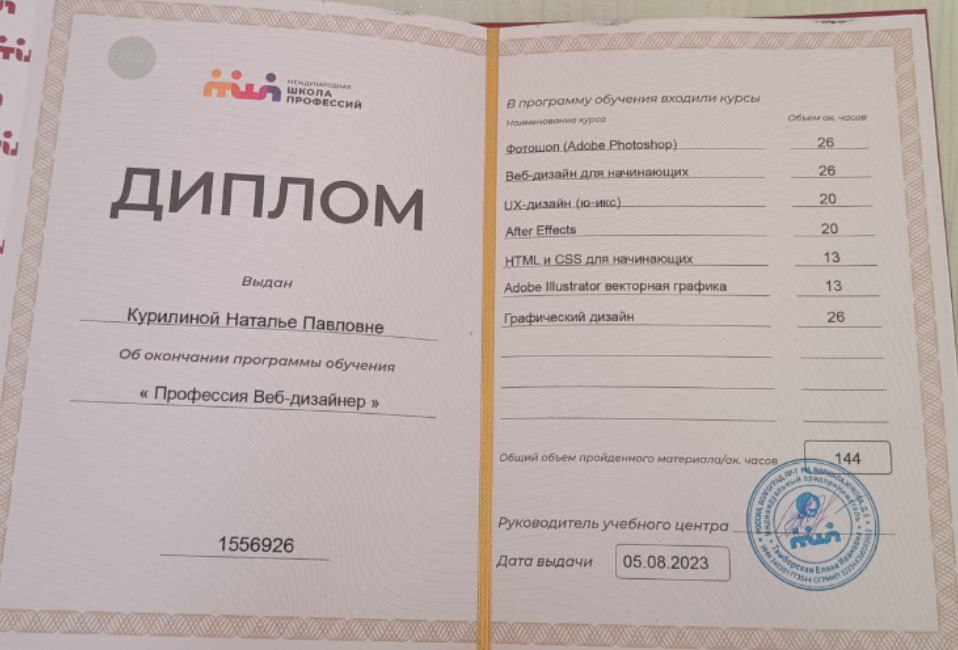 МЕЖДУНАРОДНАЯ
ШКОЛА
ПРОФЕССИЙ
ДИПЛОМ
Выдан
Курилиной Наталье Павловне
Об окончании программы обучения
« Профессия Веб-дизайнер »
1556926
В программу обучения входили курсы
Наименование курса Объем ак. часов
Фотошоп (Adobe Photoshop) 26
Веб-дизайн для начинающих 26
UX-дизайн (ю-икс) 20
After Effects 20
HTML и CSS для начинающих 13
Adobe Illustrator векторная графика 13
Графический дизайн 26
Общий объем пройденного материала/ак. часов 144
Руководитель учебного центра
Дата выдачи 05.08.2023
Индивидуальный предприниматель
Тамборская Елена Ивановна